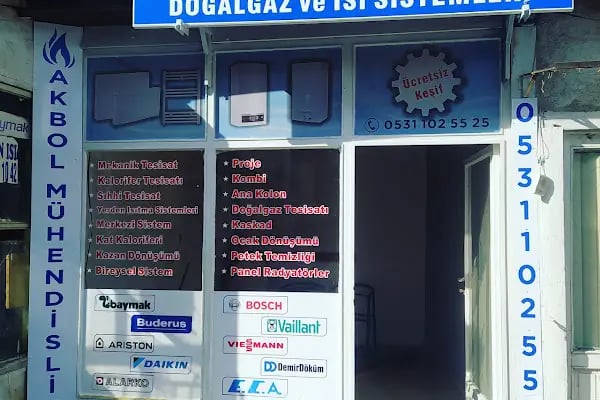 DOĞALGAZ ve ISI SİSTEMLERİ
AKBOL MÜHENDİSLİ
Ücretsiz
Keşif
0531 102 55 25
Mekanik Tesisat
Kalorifer Tesisatı
Sıhhi Tesisat
Yerden Isıtma Sistemleri
Merkezi Sistem
Kat Kaloriferi
Kazan Dönüşümü
Bireysel Sistem
Proje
Kombi
Ana Kolon
Doğalgaz Tesisatı
Kaskad
Ocak Dönüşümü
Petek Temizliği
Panel Radyatörler
baymak
Buderus
ARISTON
DAIKIN
ALARKO
BOSCH
Vaillant
VIESMANN
DemirDöküm
E.C.A.
053110255
aymak